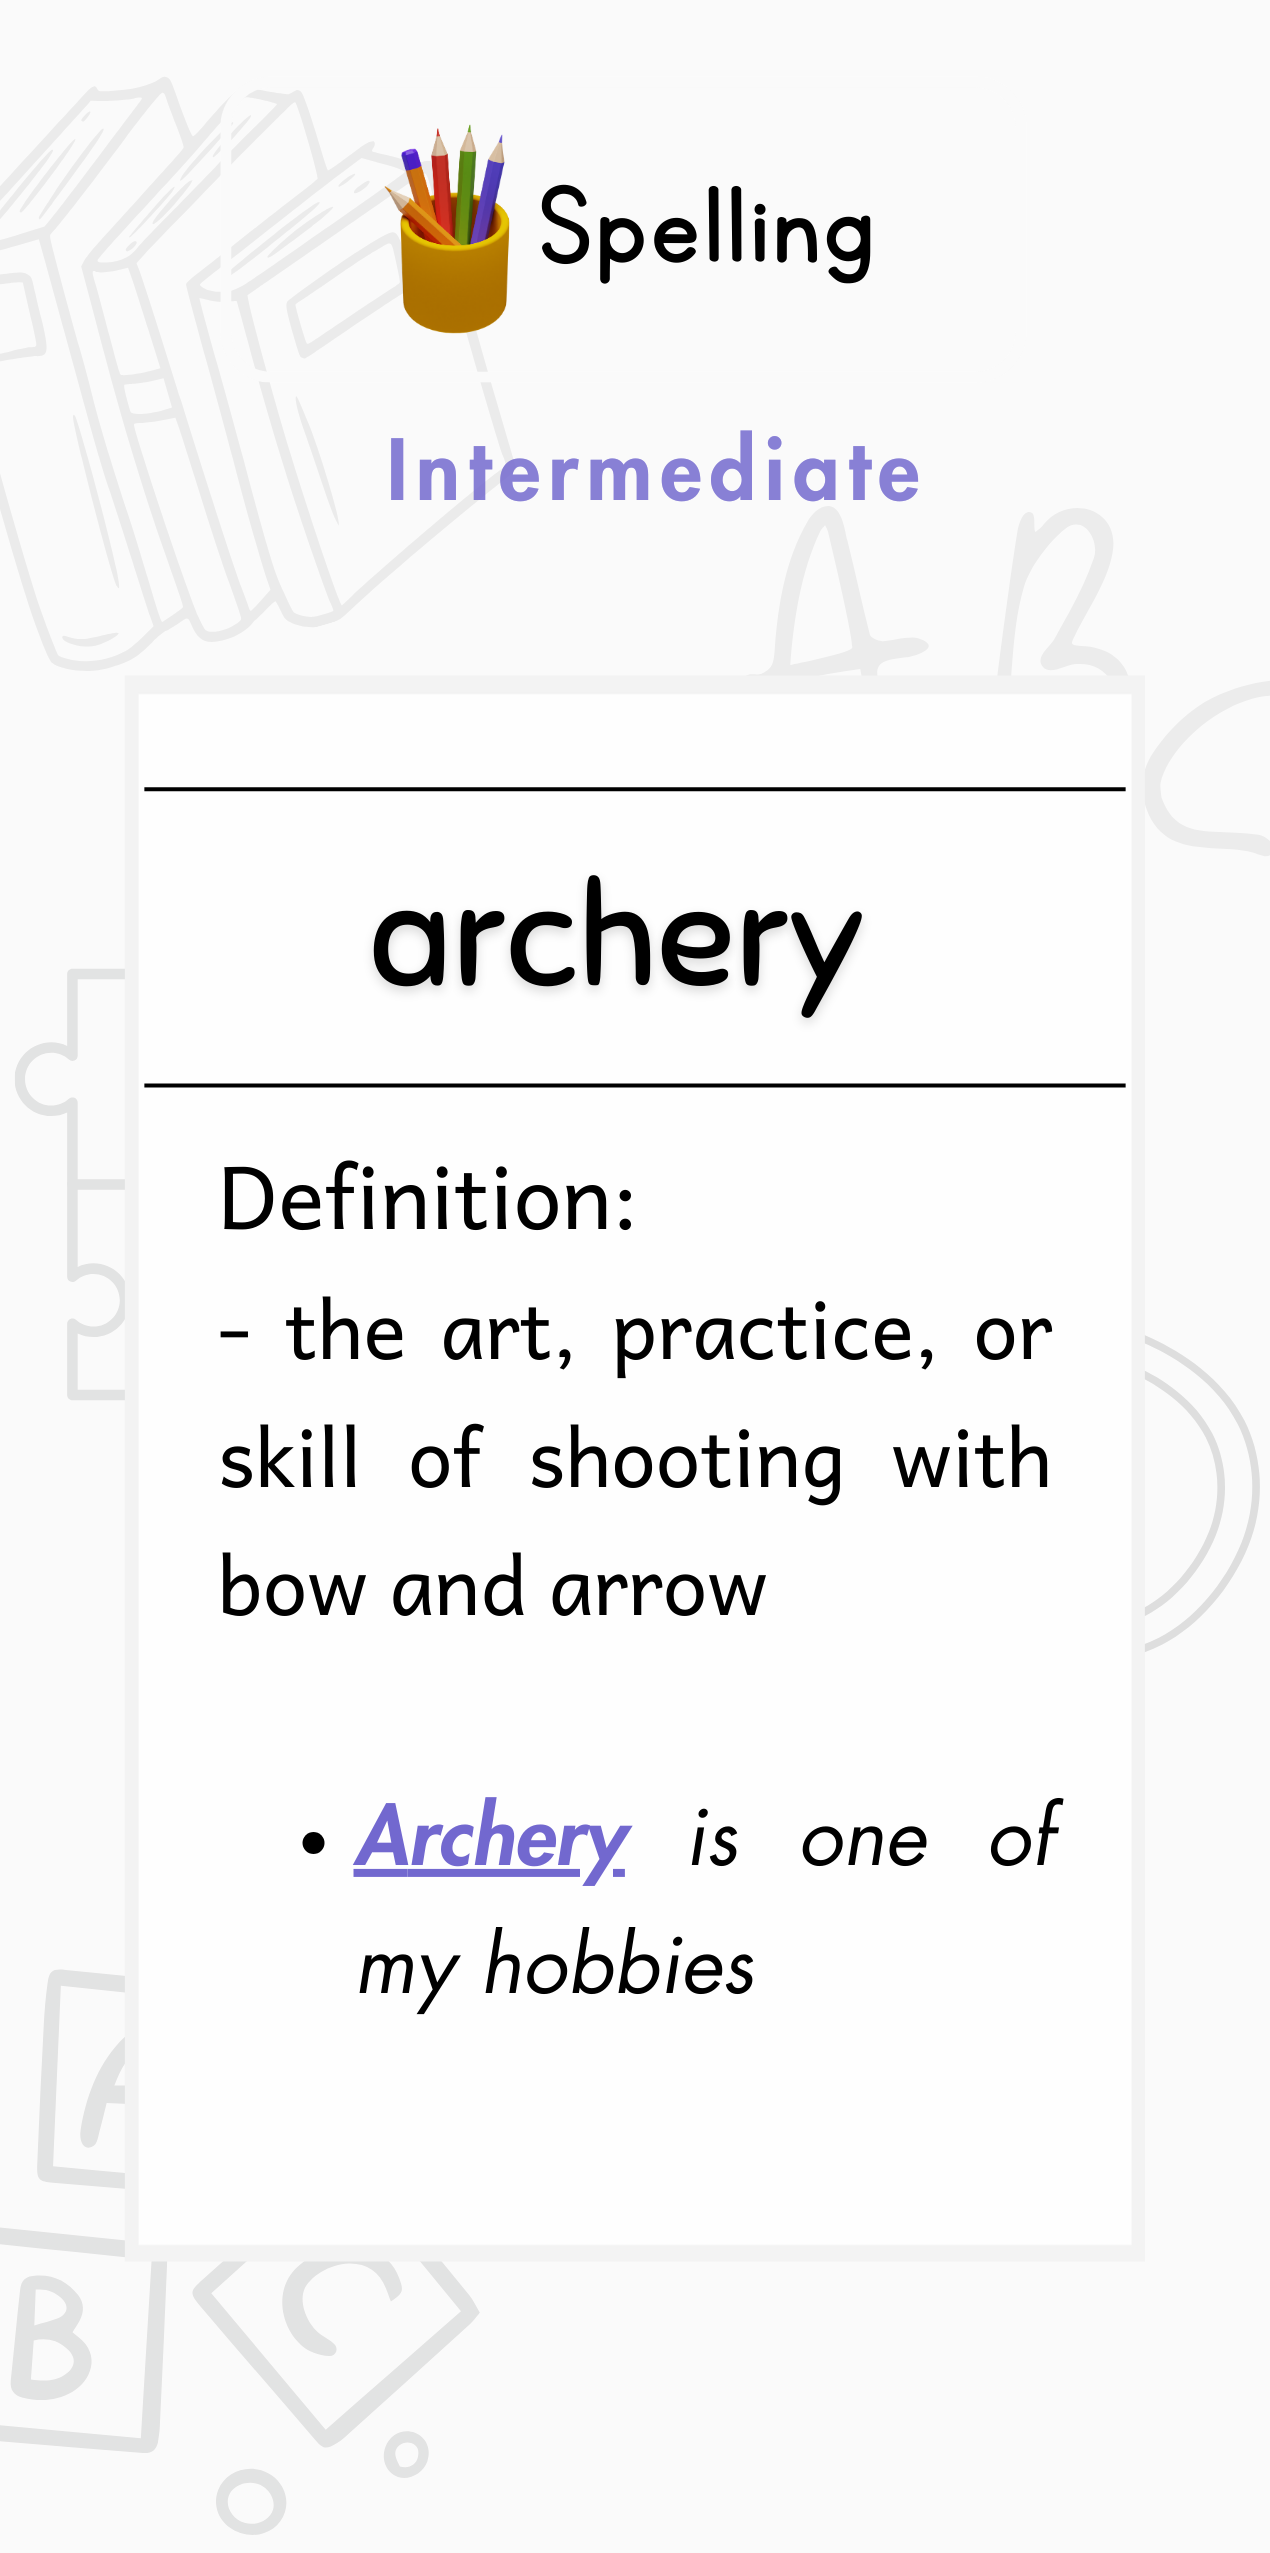 Spelling
Intermediate
archery
Definition:
- the art, practice, or
skill of shooting with
bow and arrow
• Archery is one of
my hobbies
A B
A
B
C